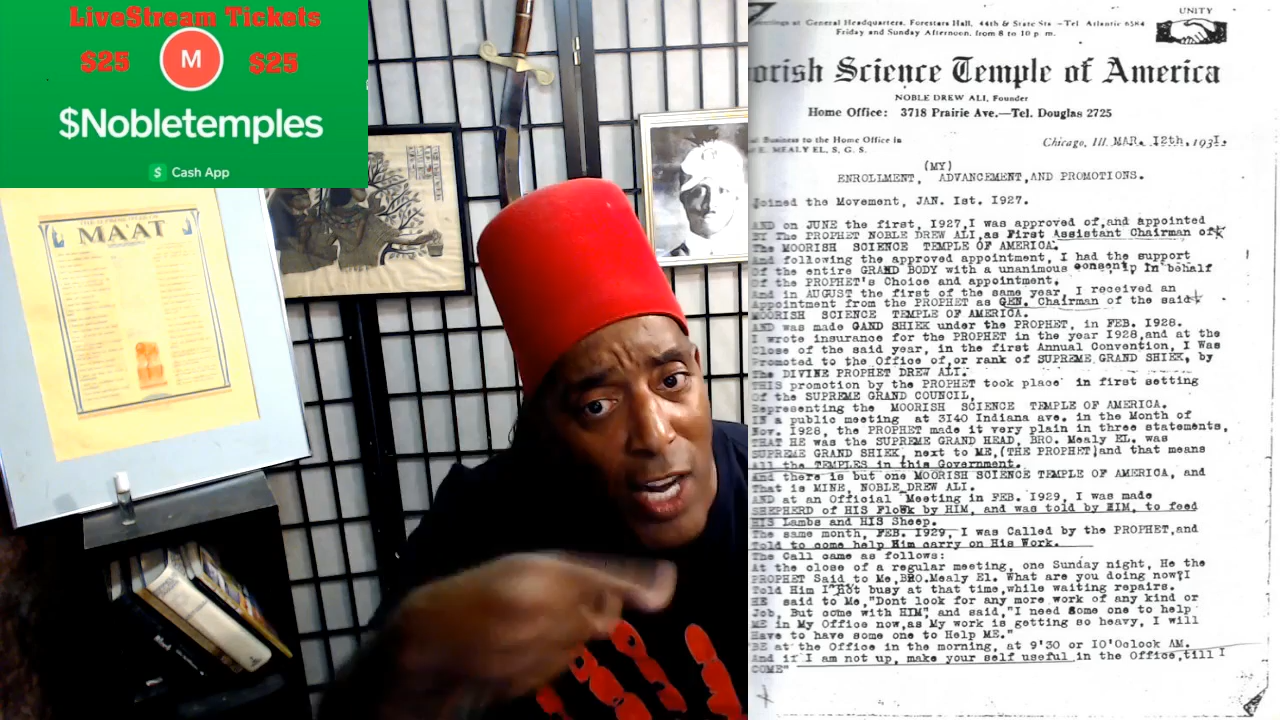 LiveStream Tickets
$25 M $25
$Nobletemples
$ Cash App
MA'AT
UNITY
eetings at General Headquarters, Forestars Hall, 44th & State Sts —Tel Atlantic 6584
Friday and Sunday Afternoon, from 8 to 10 p. m.
oorish Science Temple of America
NOBLE DREW ALI, Founder
Home Office: 3718 Prairie Ave.—Tel. Douglas 2725
al Business to the Home Office in
E. MEALY EL, S. G. S.
Chicago, Ill. MAR. 12th, 1931.
(MY)
ENROLLMENT, ADVANCEMENT,AND PROMOTIONS.
Joined the Movement, JAN. Ist. I927.
AND on JUNE the first, I927,I was approved of,and appointed
BY The PROPHET NOBLE DREW ALI,as First Assistant Chairman of
The MOORISH SCIENCE TEMPLE OF AMERICA.
And following the approved appointment, I had the support
Of the entire GRAND BODY with a unanimous consent, ip In behalf
Of the PROPHET's Choice and appointment.
And in AUGUST the first of the same year, I received an
Appointment from the PROPHET as GEN. Chairman of the said
MOORISH SCIENCE TEMPLE OF AMERICA.
AND was made GAND SHIEK under the PROPHET, in FEB. I928.
I wrote insurance for the PROPHET in the year I928,and at the
Close of the said year, in the first Annual Convention, I was
Promoted to the Office of,or rank of SUPREME GRAND SHIEK, by
The DIVINE PROPHET DREW ALI.
THIS promotion by the PROPHET took place in first setting
Of the SUPREME GRAND COUNCIL,
Representing the MOORISH SCIENCE TEMPLE OF AMERICA.
IN a public meeting at 3I40 Indiana ave. in the Month of
Nov. I928, the PROPHET made it very plain in three statements,
THAT HE was the SUPREME GRAND HEAD, BRO. Mealy EL. was
SUPREME GRAND SHIEK, next to ME,(THE PROPHET)and that means
All the TEMPLES in this Government.
And there is but one MOORISH SCIENCE TEMPLE OF AMERICA, and
That is MINE, NOBLE DREW ALI.
AND at an Official Meeting in FEB. I929, I was made
SHEPHERD of HIS Flock by HIM, and was told by HIM, to feed
HIS Lambs and HIS Sheep.
The same month, FEB. I929, I was Called by the PROPHET,and
Told to come help Him carry on His Work.
The Call came as follows:
At the close of a regular meeting, one Sunday night, He the
PROPHET Said to Me,BRO.Mealy El. What are you doing now?I
Told Him I" not busy at that time,while waiting repairs.
HE said to Me,"Dont look for any more work of any kind or
Job, But come with HIM" and said,"I need Some one to help
ME in My Office now,as My work is getting so heavy, I will
Have to have some one to Help ME."
BE at the Office in the morning, at 9'30 or IO'Oclock AM.
And if I am not up, make your self useful in the Office,till I
COME"